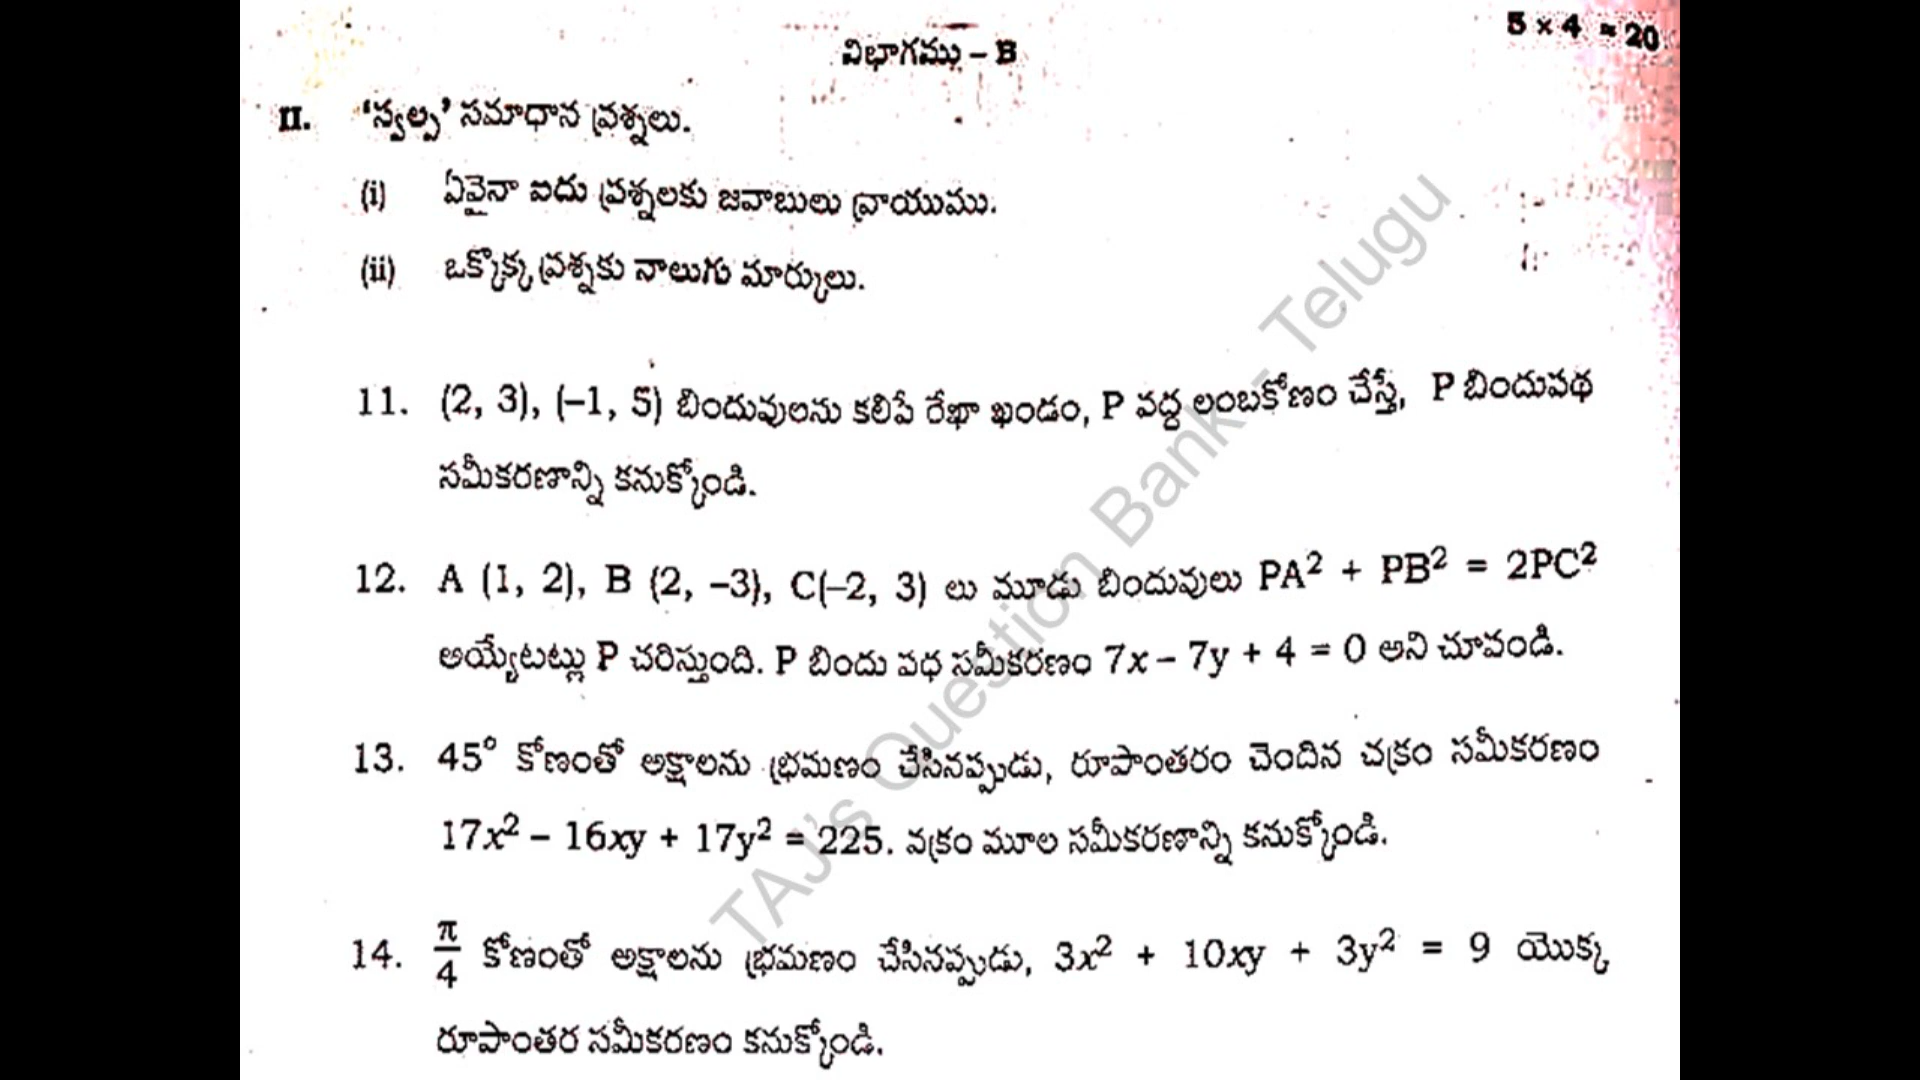 5 × 4 = 20
విభాగము – B
II. 'స్వల్ప' సమాధాన ప్రశ్నలు.
(i) ఏవైనా ఐదు ప్రశ్నలకు జవాబులు వ్రాయుము.
(ii) ఒక్కొక్క ప్రశ్నకు నాలుగు మార్కులు.
11. (2, 3), (–1, 5) బిందువులను కలిపే రేఖా ఖండం, P వద్ద లంబకోణం చేస్తే, P బిందుపథ
సమీకరణాన్ని కనుక్కోండి.
12. A (1, 2), B (2, –3), C(–2, 3) లు మూడు బిందువులు PA² + PB² = 2PC²
అయ్యేటట్లు P చరిస్తుంది. P బిందు పథ సమీకరణం 7x – 7y + 4 = 0 అని చూపండి.
13. 45° కోణంతో అక్షాలను భ్రమణం చేసినప్పుడు, రూపాంతరం చెందిన చక్రం సమీకరణం
17x² – 16xy + 17y² = 225. వక్రం మూల సమీకరణాన్ని కనుక్కోండి.
14. π/4 కోణంతో అక్షాలను భ్రమణం చేసినప్పుడు, 3x² + 10xy + 3y² = 9 యొక్క
రూపాంతర సమీకరణం కనుక్కోండి.
TAJ's Question Bank - Telugu